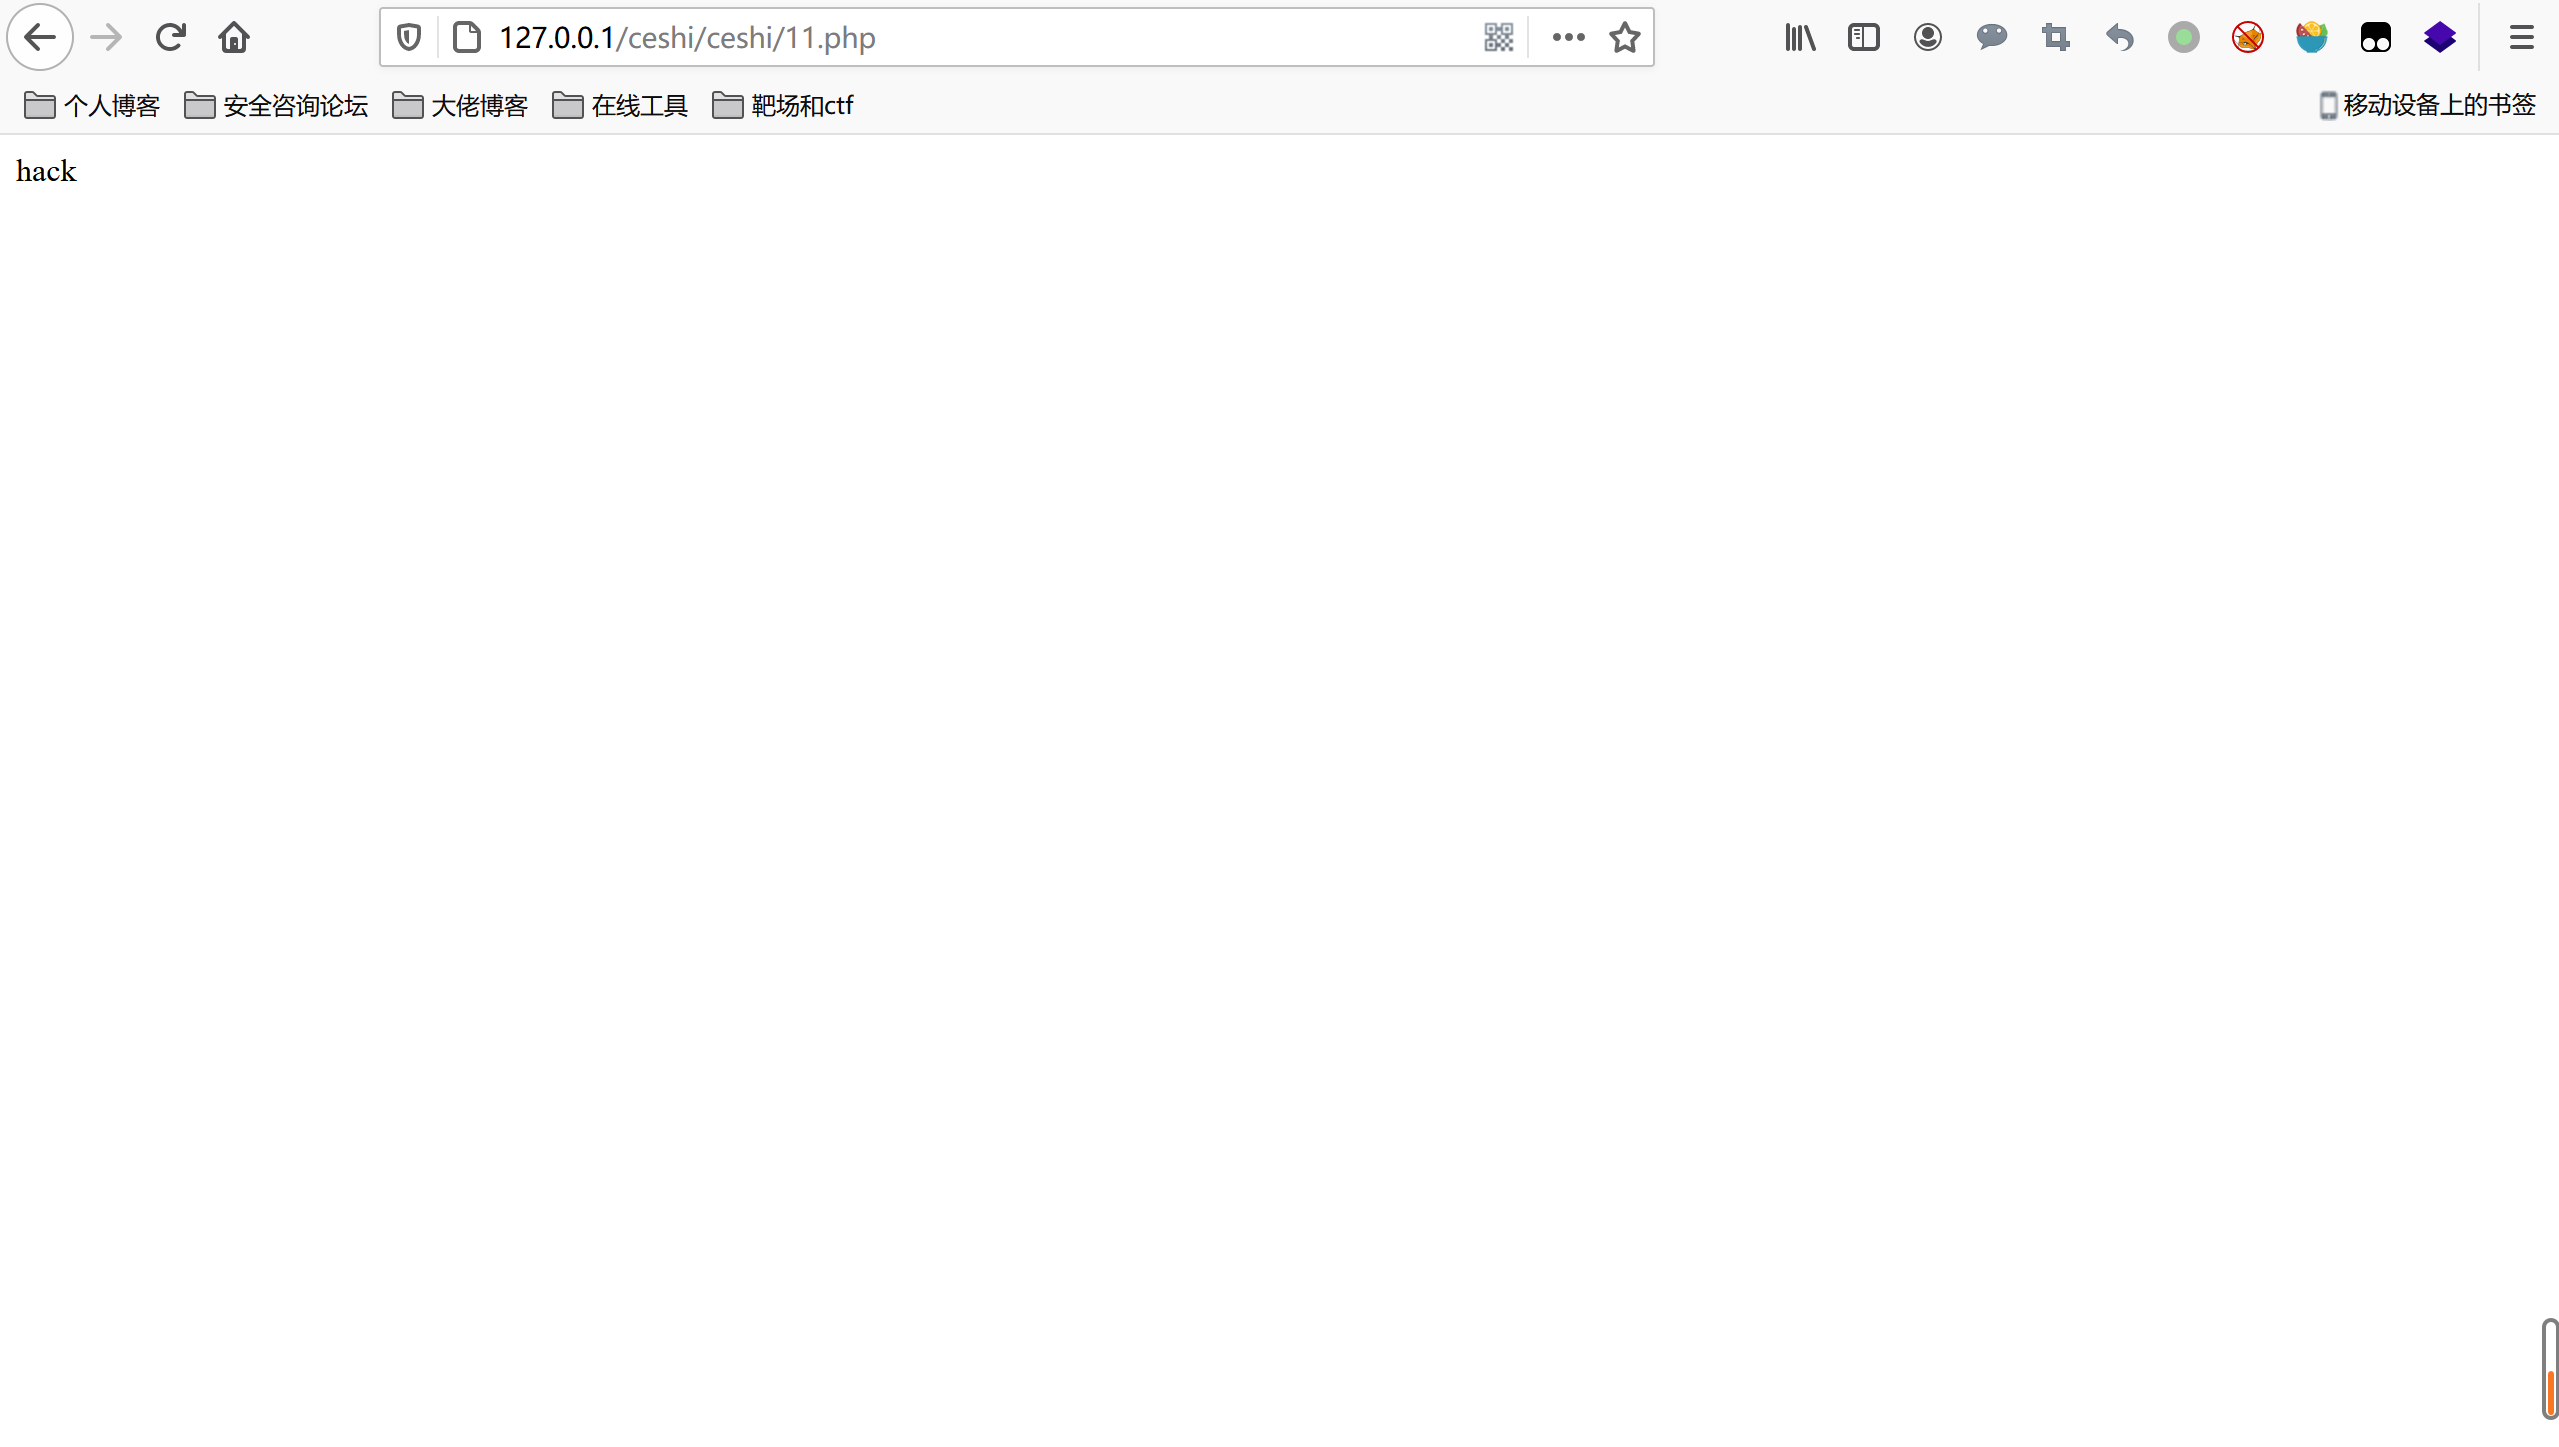 127.0.0.1/ceshi/ceshi/11.php
个人博客 安全咨询论坛 大佬博客 在线工具 靶场和ctf 移动设备上的书签
hack